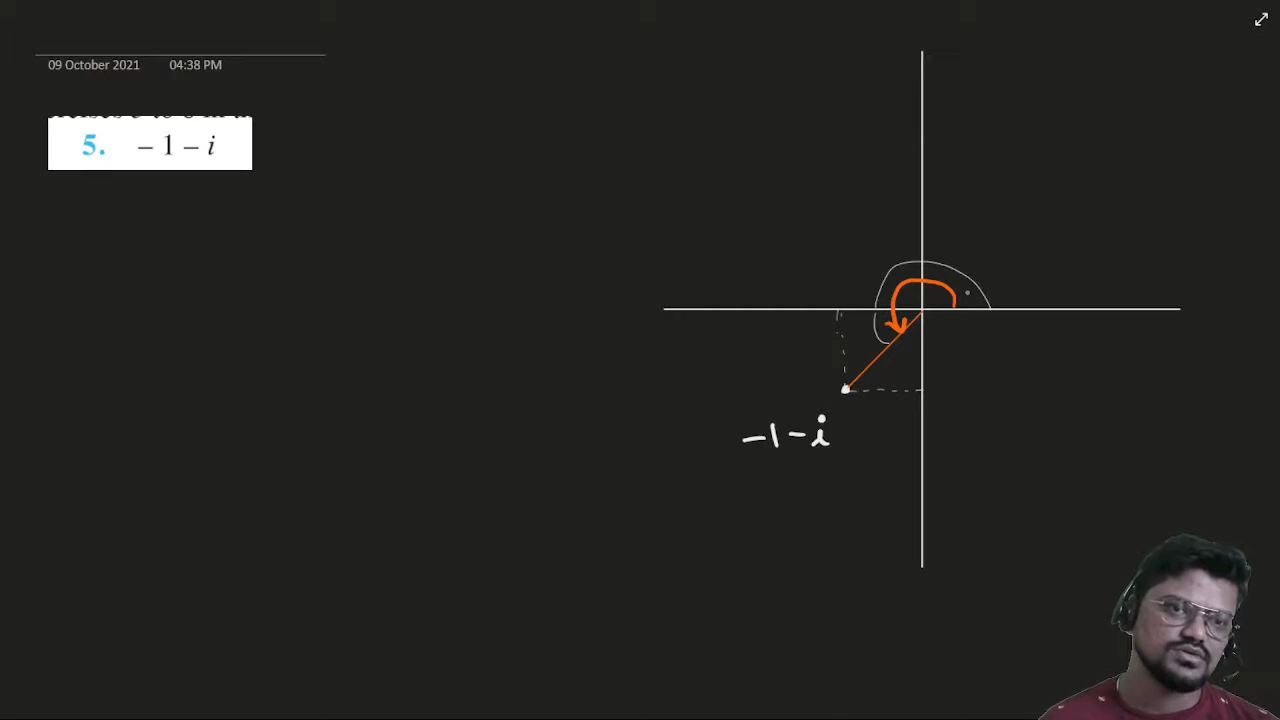 09 October 2021 04:38 PM
5. – 1 – i
–1–i